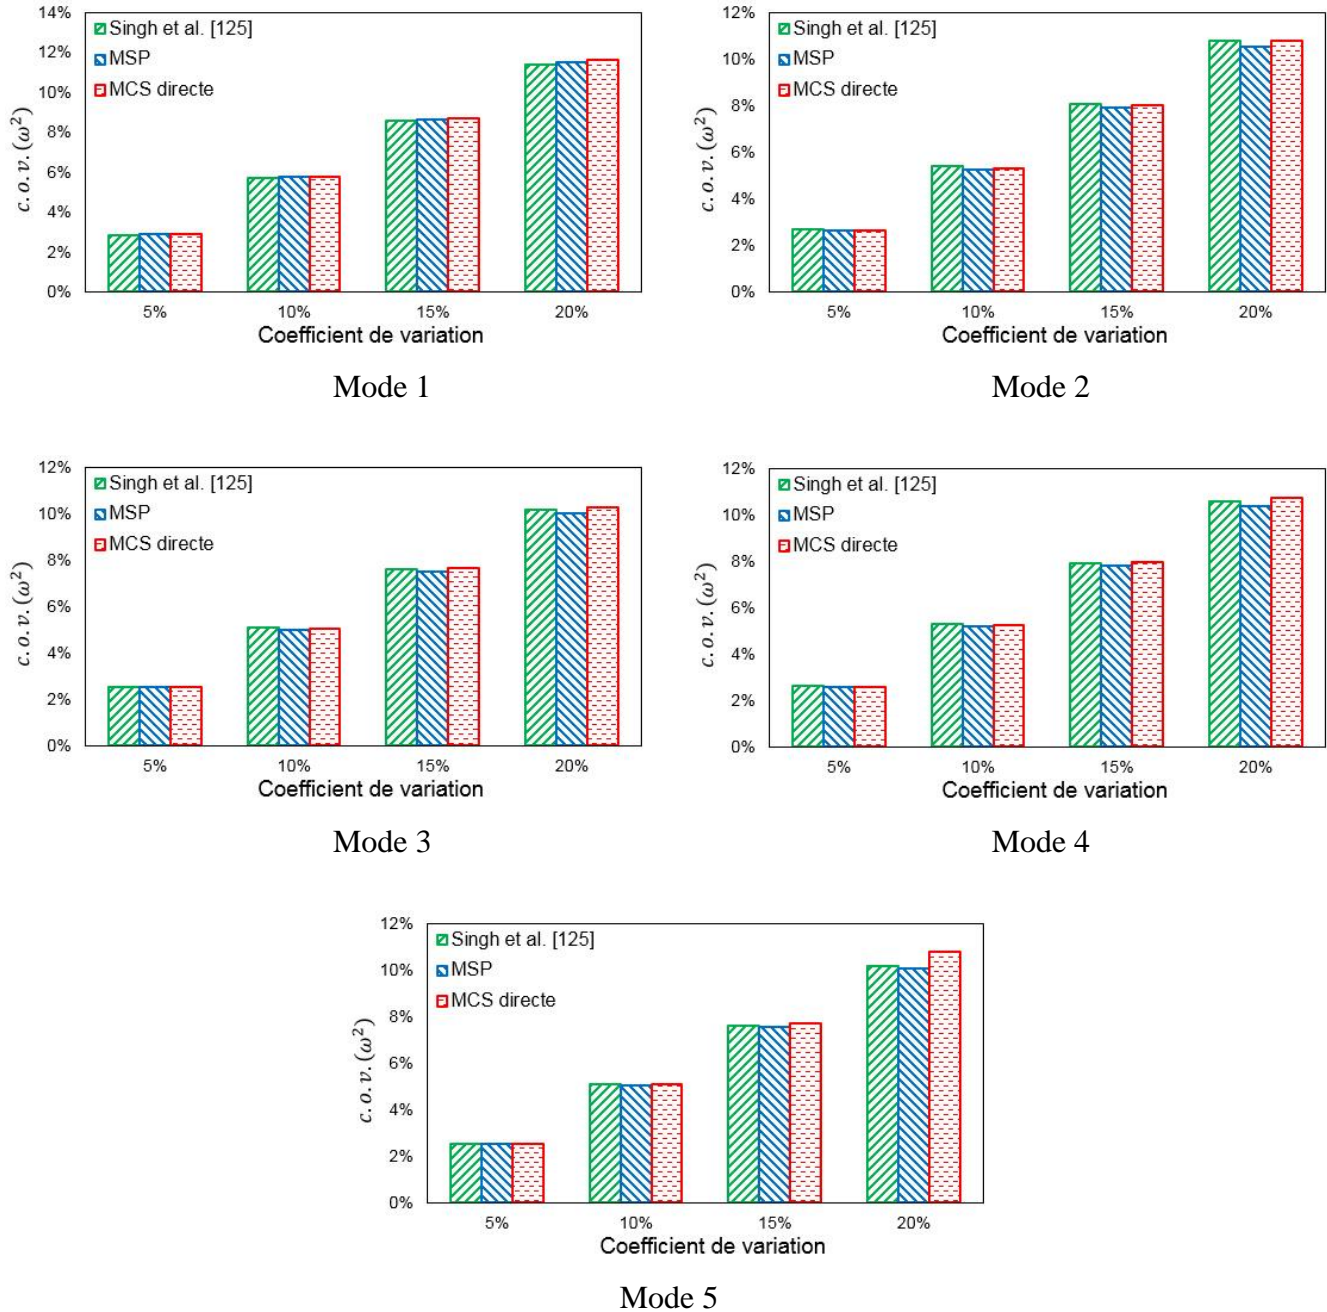 14%
12%
10%
8%
6%
4%
2%
0%
c.o.v.(ω²)
Singh et al. [125]
MSP
MCS directe
5% 10% 15% 20%
Coefficient de variation
Mode 1
12%
10%
8%
6%
4%
2%
0%
c.o.v.(ω²)
Singh et al. [125]
MSP
MCS directe
5% 10% 15% 20%
Coefficient de variation
Mode 2
12%
10%
8%
6%
4%
2%
0%
c.o.v.(ω²)
Singh et al. [125]
MSP
MCS directe
5% 10% 15% 20%
Coefficient de variation
Mode 3
12%
10%
8%
6%
4%
2%
0%
c.o.v.(ω²)
Singh et al. [125]
MSP
MCS directe
5% 10% 15% 20%
Coefficient de variation
Mode 4
12%
10%
8%
6%
4%
2%
0%
c.o.v.(ω²)
Singh et al. [125]
MSP
MCS directe
5% 10% 15% 20%
Coefficient de variation
Mode 5